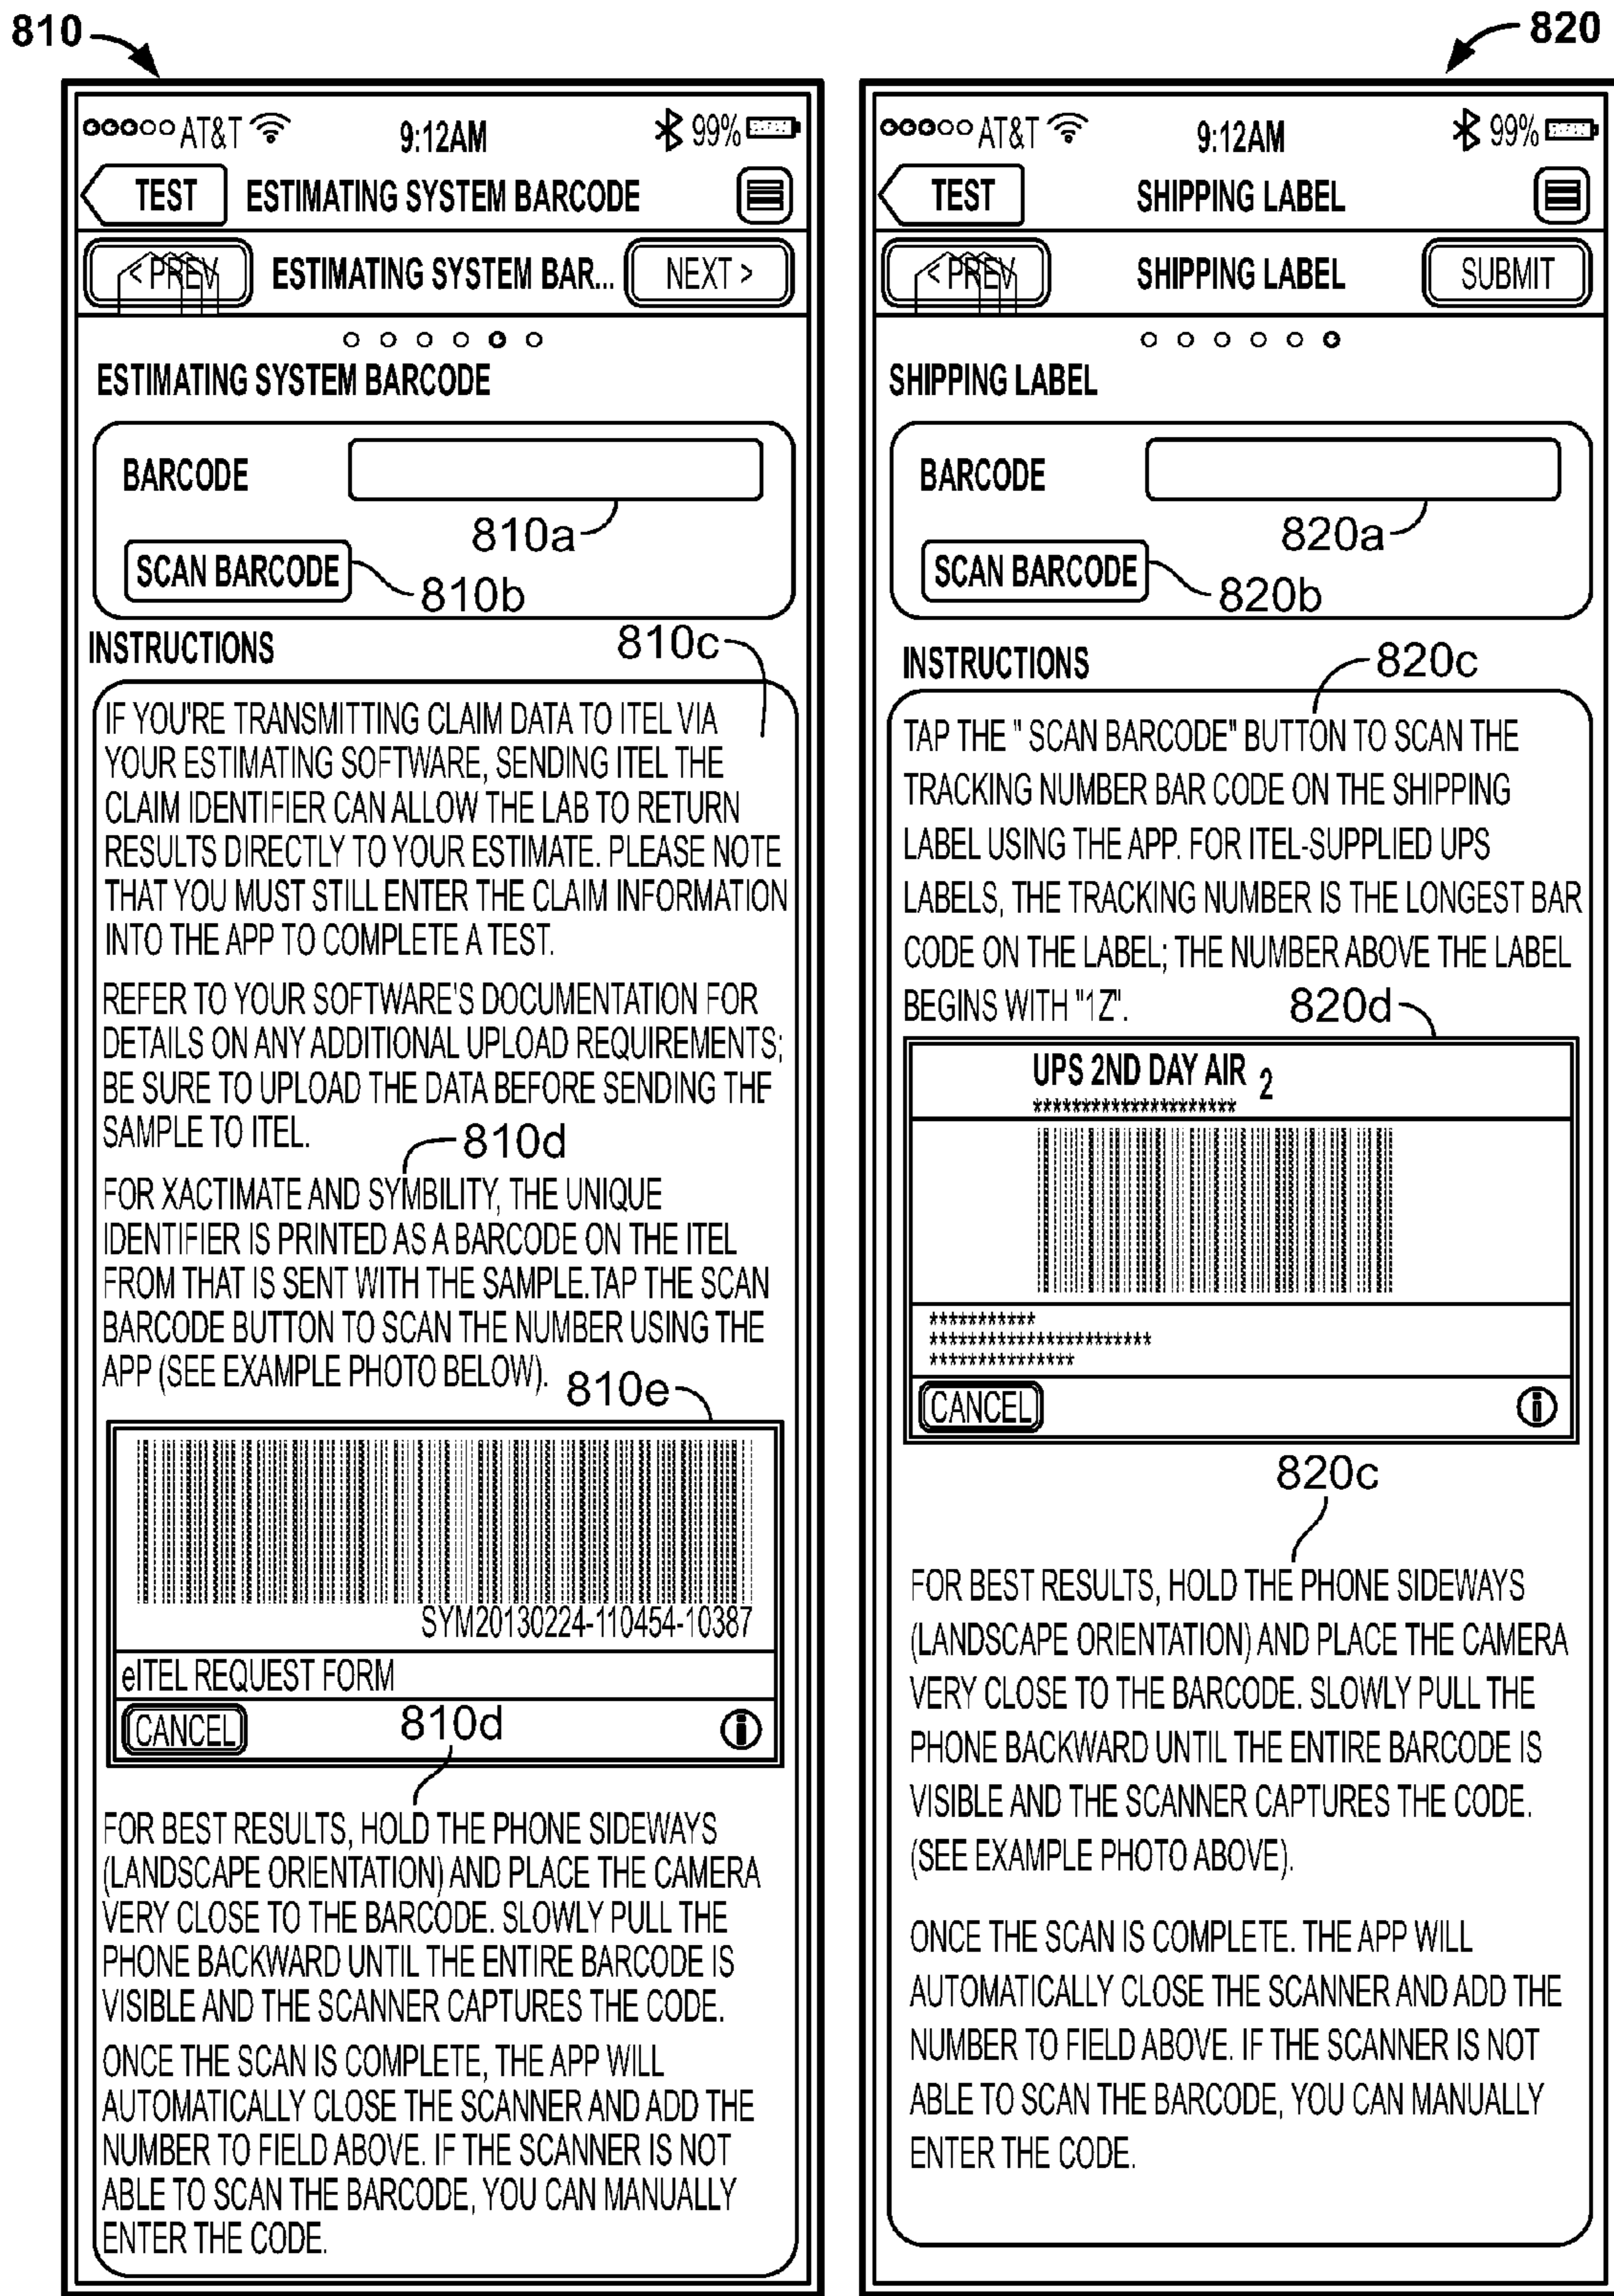 810
AT&T 9:12AM 99%
TEST ESTIMATING SYSTEM BARCODE
< PREV ESTIMATING SYSTEM BAR... NEXT >
ESTIMATING SYSTEM BARCODE
BARCODE
810a
SCAN BARCODE
810b
INSTRUCTIONS
810c
IF YOU'RE TRANSMITTING CLAIM DATA TO ITEL VIA
YOUR ESTIMATING SOFTWARE, SENDING ITEL THE
CLAIM IDENTIFIER CAN ALLOW THE LAB TO RETURN
RESULTS DIRECTLY TO YOUR ESTIMATE. PLEASE NOTE
THAT YOU MUST STILL ENTER THE CLAIM INFORMATION
INTO THE APP TO COMPLETE A TEST.
REFER TO YOUR SOFTWARE'S DOCUMENTATION FOR
DETAILS ON ANY ADDITIONAL UPLOAD REQUIREMENTS;
BE SURE TO UPLOAD THE DATA BEFORE SENDING THE
SAMPLE TO ITEL.
810d
FOR XACTIMATE AND SYMBILITY, THE UNIQUE
IDENTIFIER IS PRINTED AS A BARCODE ON THE ITEL
FROM THAT IS SENT WITH THE SAMPLE.TAP THE SCAN
BARCODE BUTTON TO SCAN THE NUMBER USING THE
APP (SEE EXAMPLE PHOTO BELOW).
810e
SYM20130224-110454-10387
eITEL REQUEST FORM
CANCEL
810d
FOR BEST RESULTS, HOLD THE PHONE SIDEWAYS
(LANDSCAPE ORIENTATION) AND PLACE THE CAMERA
VERY CLOSE TO THE BARCODE. SLOWLY PULL THE
PHONE BACKWARD UNTIL THE ENTIRE BARCODE IS
VISIBLE AND THE SCANNER CAPTURES THE CODE.
ONCE THE SCAN IS COMPLETE, THE APP WILL
AUTOMATICALLY CLOSE THE SCANNER AND ADD THE
NUMBER TO FIELD ABOVE. IF THE SCANNER IS NOT
ABLE TO SCAN THE BARCODE, YOU CAN MANUALLY
ENTER THE CODE.
820
AT&T 9:12AM 99%
TEST SHIPPING LABEL
< PREV SHIPPING LABEL SUBMIT
SHIPPING LABEL
BARCODE
820a
SCAN BARCODE
820b
INSTRUCTIONS
820c
TAP THE " SCAN BARCODE" BUTTON TO SCAN THE
TRACKING NUMBER BAR CODE ON THE SHIPPING
LABEL USING THE APP. FOR ITEL-SUPPLIED UPS
LABELS, THE TRACKING NUMBER IS THE LONGEST BAR
CODE ON THE LABEL; THE NUMBER ABOVE THE LABEL
BEGINS WITH "1Z".
820d
UPS 2ND DAY AIR 2
*********************
***********
***********************
***************
CANCEL
820c
FOR BEST RESULTS, HOLD THE PHONE SIDEWAYS
(LANDSCAPE ORIENTATION) AND PLACE THE CAMERA
VERY CLOSE TO THE BARCODE. SLOWLY PULL THE
PHONE BACKWARD UNTIL THE ENTIRE BARCODE IS
VISIBLE AND THE SCANNER CAPTURES THE CODE.
(SEE EXAMPLE PHOTO ABOVE).
ONCE THE SCAN IS COMPLETE. THE APP WILL
AUTOMATICALLY CLOSE THE SCANNER AND ADD THE
NUMBER TO FIELD ABOVE. IF THE SCANNER IS NOT
ABLE TO SCAN THE BARCODE, YOU CAN MANUALLY
ENTER THE CODE.